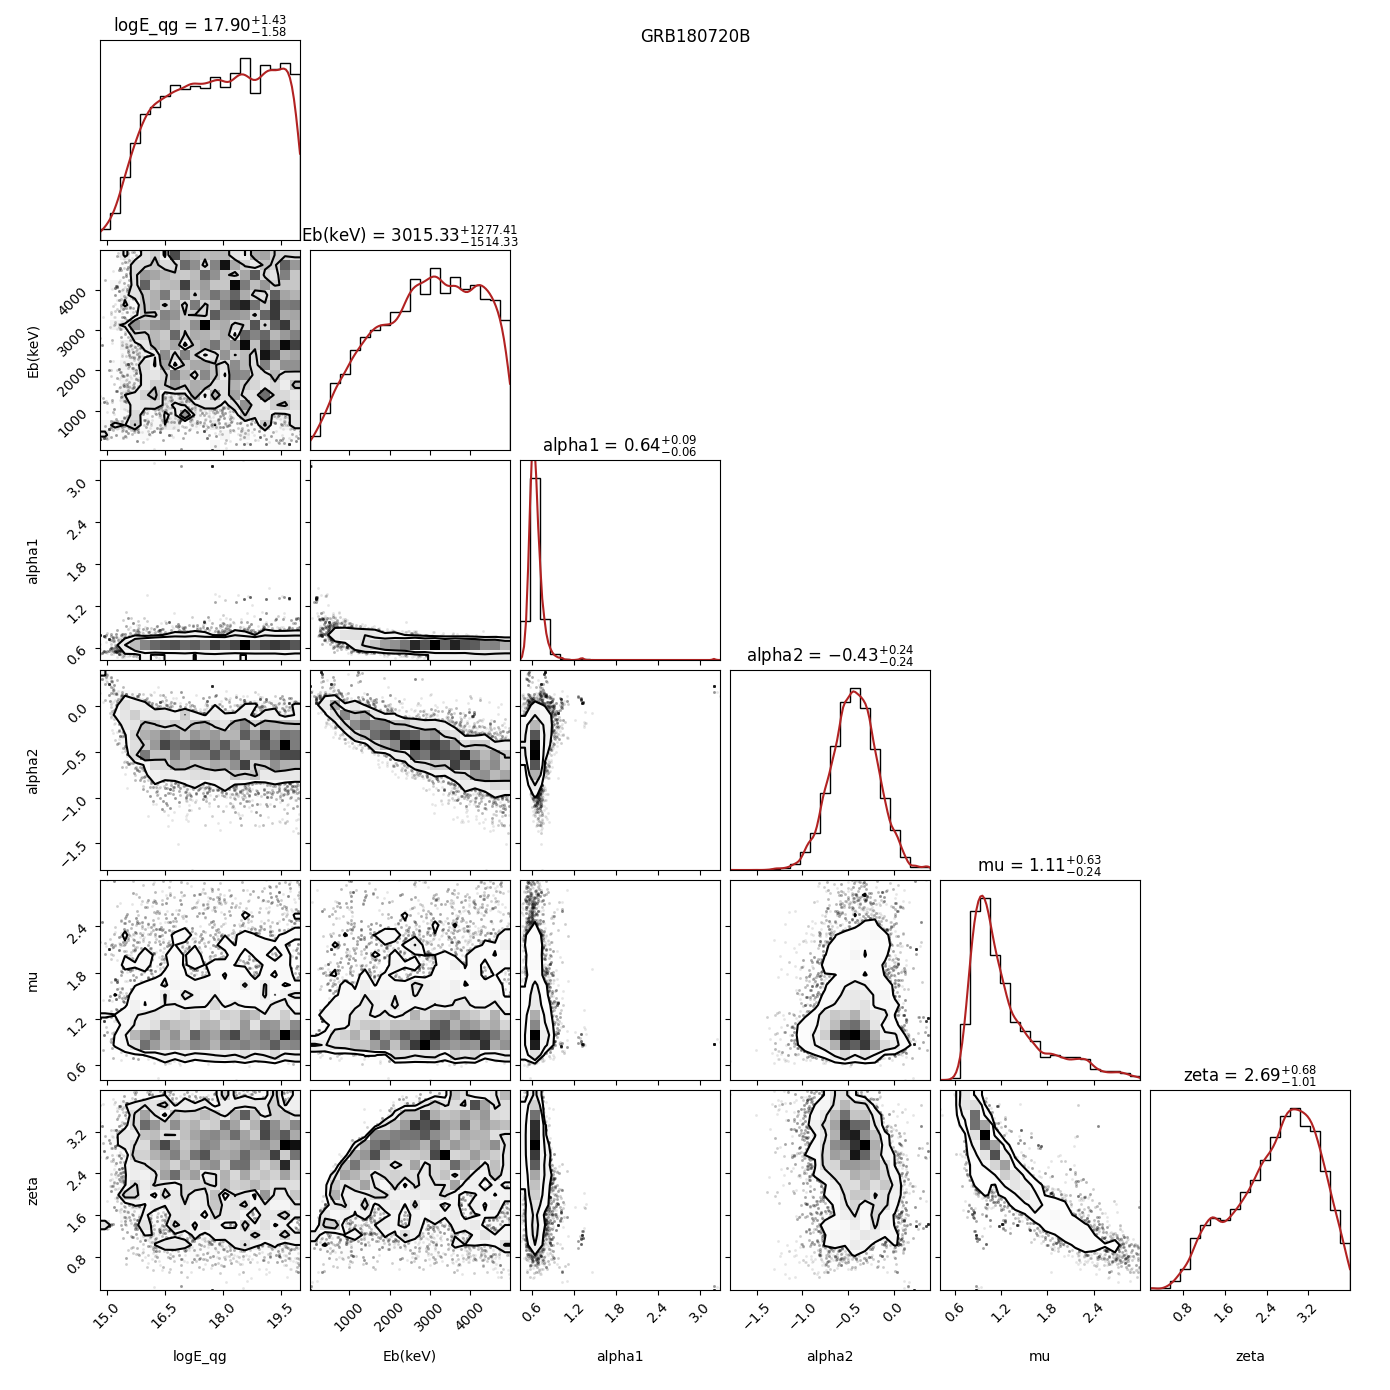 logE_qg = 17.90+1.43 −1.58
GRB180720B
Eb(keV) = 3015.33+1277.41 −1514.33
4000
3000
2000
1000
Eb(keV)
alpha1 = 0.64+0.09 −0.06
3.0
2.4
1.8
1.2
0.6
alpha1
alpha2 = −0.43+0.24 −0.24
0.0
−0.5
−1.0
−1.5
alpha2
mu = 1.11+0.63 −0.24
2.4
1.8
1.2
0.6
mu
zeta = 2.69+0.68 −1.01
3.2
2.4
1.6
0.8
zeta
15.0 16.5 18.0 19.5 1000 2000 3000 4000 0.6 1.2 1.8 2.4 3.0 −1.5 −1.0 −0.5 0.0 0.6 1.2 1.8 2.4 0.8 1.6 2.4 3.2
logE_qg Eb(keV) alpha1 alpha2 mu zeta